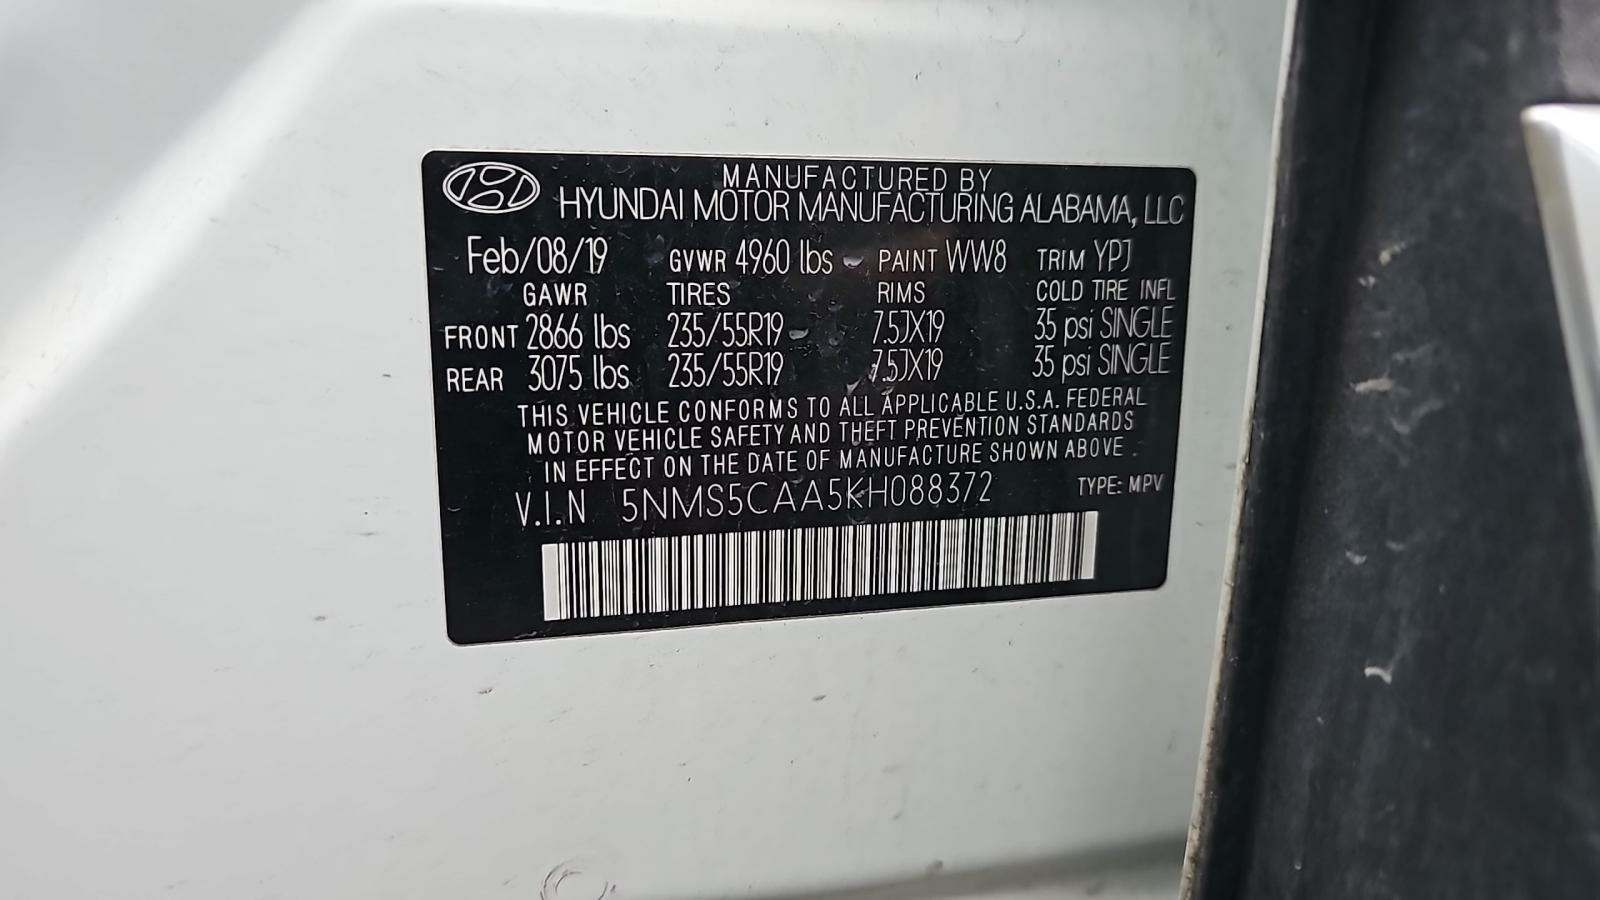 MANUFACTURED BY
HYUNDAI MOTOR MANUFACTURING ALABAMA, LLC
Feb/08/19 GVWR 4960 lbs PAINT WW8 TRIM YPJ
GAWR TIRES RIMS COLD TIRE INFL
FRONT 2866 lbs 235/55R19 7.5JX19 35 psi SINGLE
REAR 3075 lbs 235/55R19 7.5JX19 35 psi SINGLE
THIS VEHICLE CONFORMS TO ALL APPLICABLE U.S.A. FEDERAL
MOTOR VEHICLE SAFETY AND THEFT PREVENTION STANDARDS
IN EFFECT ON THE DATE OF MANUFACTURE SHOWN ABOVE .
V.I.N 5NMS5CAA5KH088372 TYPE: MPV